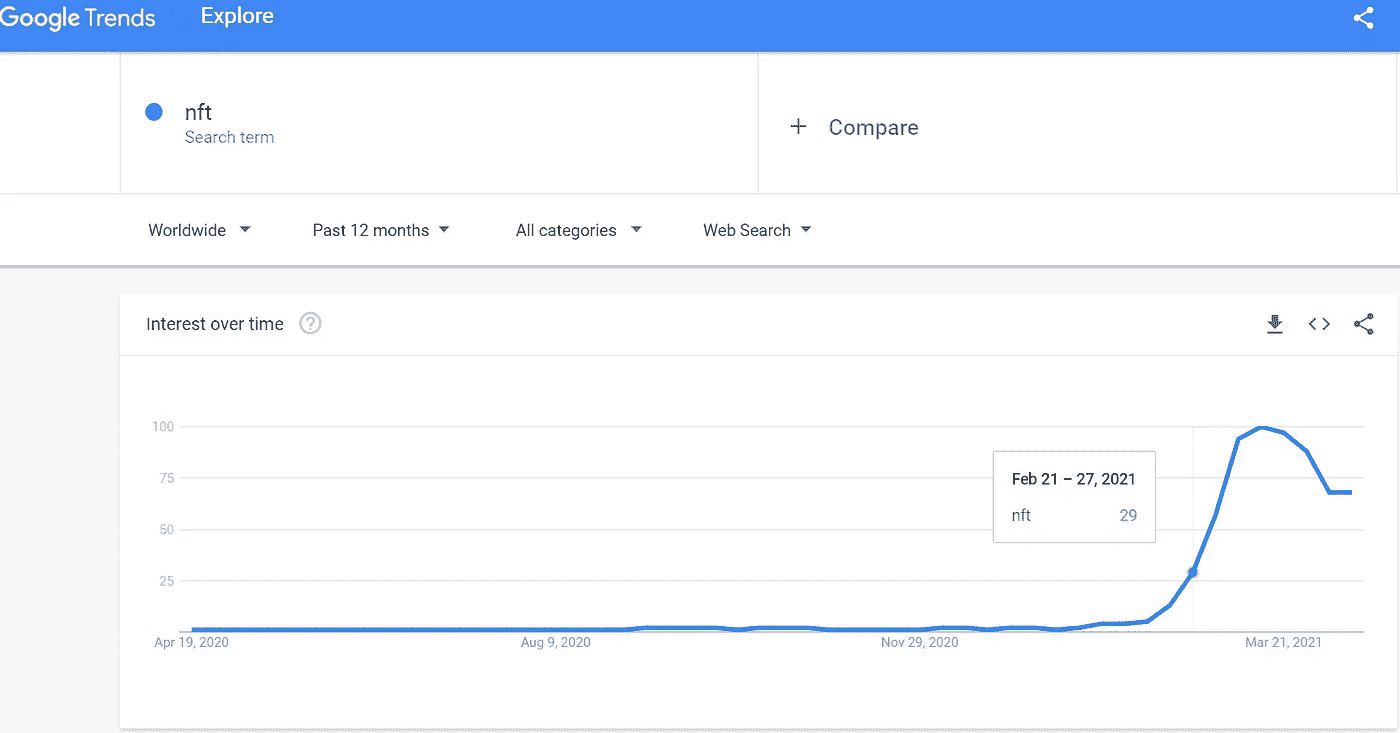 Google Trends Explore
nft
Search term
+ Compare
Worldwide Past 12 months All categories Web Search
Interest over time ?
100
75
50
25
Feb 21 – 27, 2021
nft 29
Apr 19, 2020 Aug 9, 2020 Nov 29, 2020 Mar 21, 2021